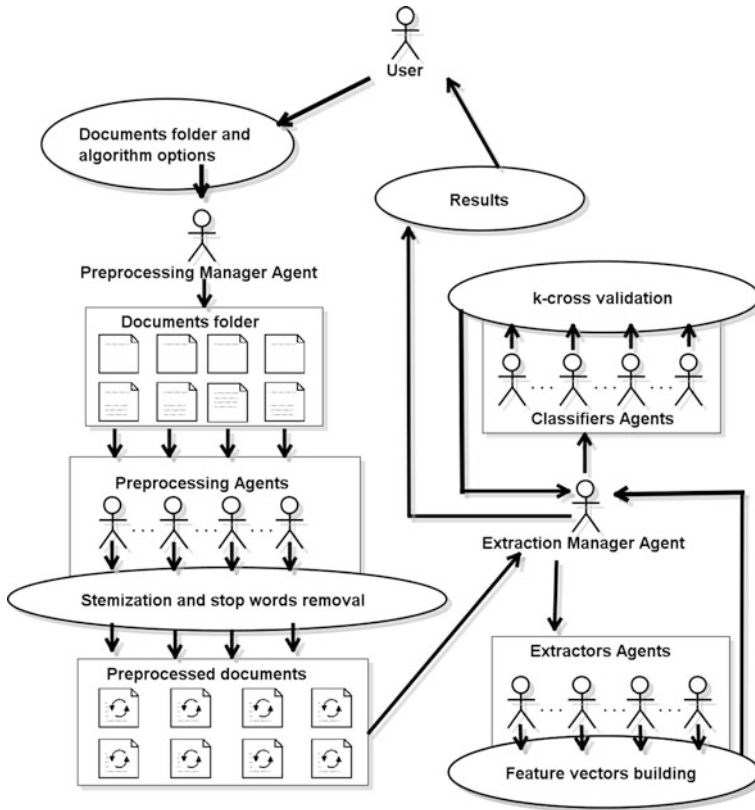 User
Documents folder and
algorithm options
Results
Preprocessing Manager Agent
k-cross validation
Documents folder
Classifiers Agents
Preprocessing Agents
Extraction Manager Agent
Stemization and stop words removal
Extractors Agents
Preprocessed documents
Feature vectors building